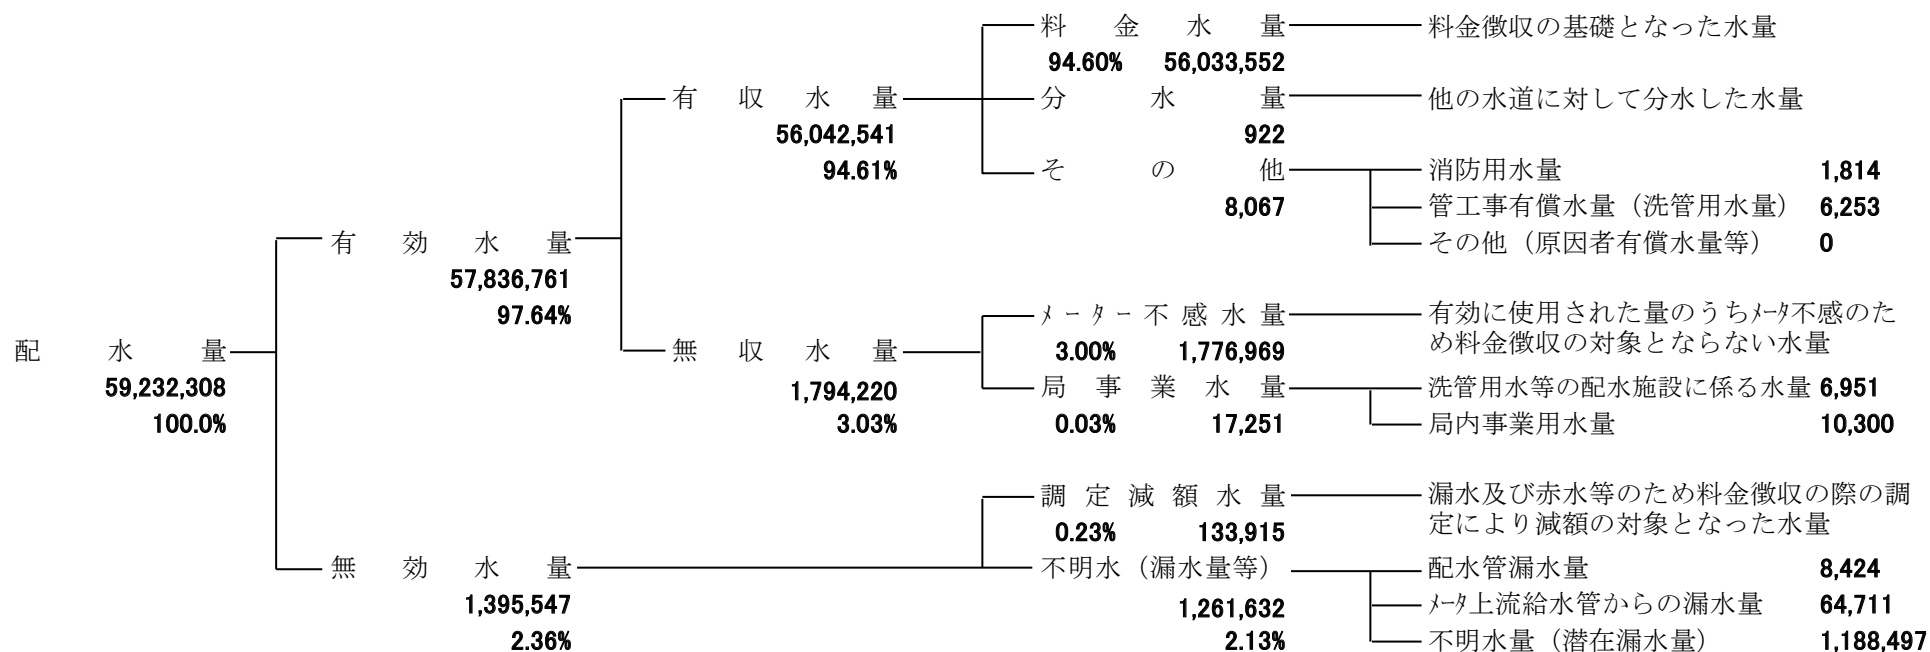 料金水量 料金徴収の基礎となった水量
94.60% 56,033,552
有収水量 分水量 他の水道に対して分水した水量
56,042,541 922
94.61% その他 消防用水量 1,814
8,067 管工事有償水量（洗管用水量） 6,253
有効水量 その他（原因者有償水量等） 0
57,836,761
97.64% メーター不感水量 有効に使用された量のうちメータ不感のた
配水量 無収水量 3.00% 1,776,969 め料金徴収の対象とならない水量
59,232,308 1,794,220 局事業水量 洗管用水等の配水施設に係る水量 6,951
100.0% 3.03% 0.03% 17,251 局内事業用水量 10,300
調定減額水量 漏水及び赤水等のため料金徴収の際の調
0.23% 133,915 定により減額の対象となった水量
無効水量 不明水（漏水量等） 配水管漏水量 8,424
1,395,547 1,261,632 メータ上流給水管からの漏水量 64,711
2.36% 2.13% 不明水量（潜在漏水量） 1,188,497